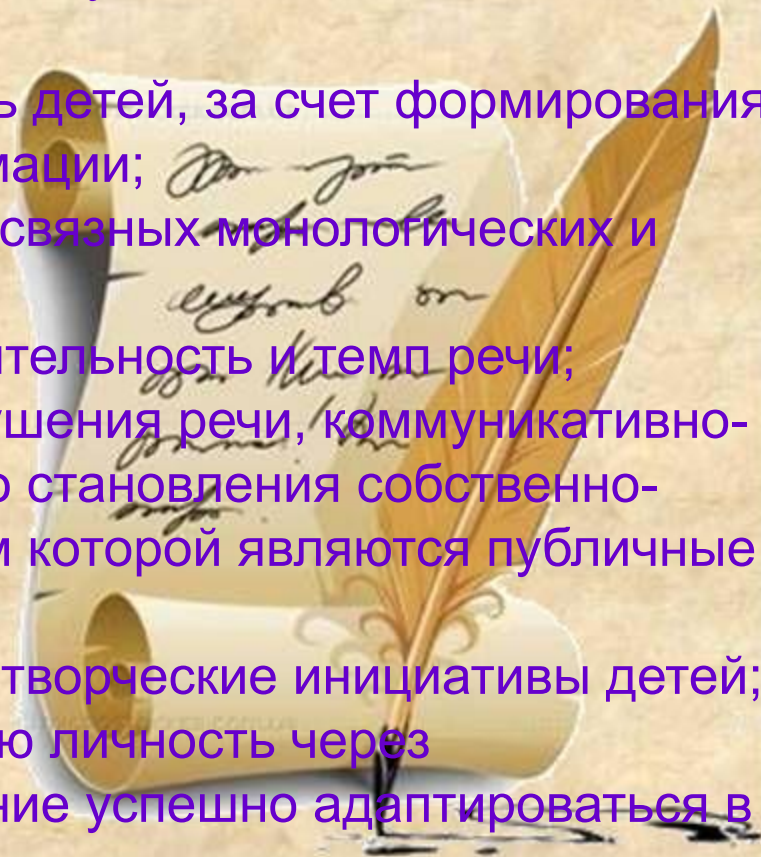 ь детей, за счет формирования
мации;
связных монологических и
ительность и темп речи;
ушения речи, коммуникативно-
о становления собственно-
м которой являются публичные
творческие инициативы детей;
ю личность через
ние успешно адаптироваться в